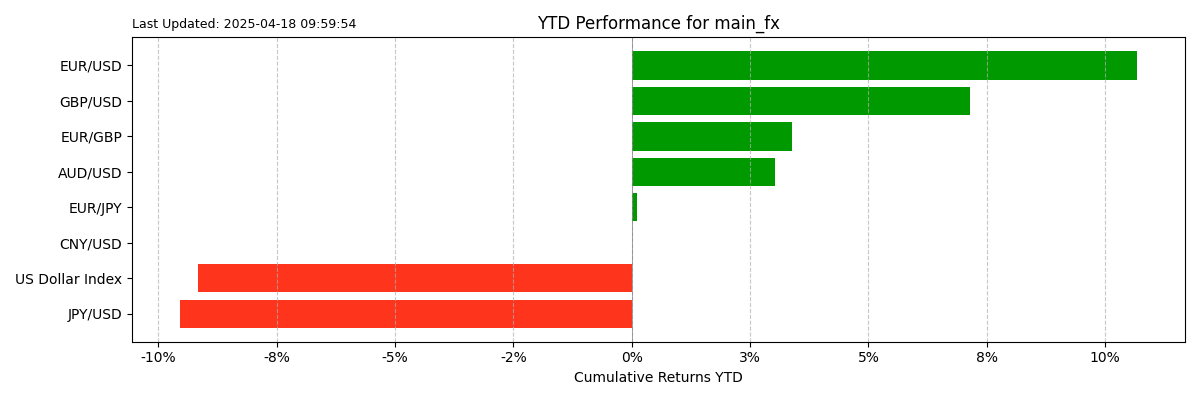 Last Updated: 2025-04-18 09:59:54
YTD Performance for main_fx
EUR/USD
GBP/USD
EUR/GBP
AUD/USD
EUR/JPY
CNY/USD
US Dollar Index
JPY/USD
-10% -8% -5% -2% 0% 3% 5% 8% 10%
Cumulative Returns YTD